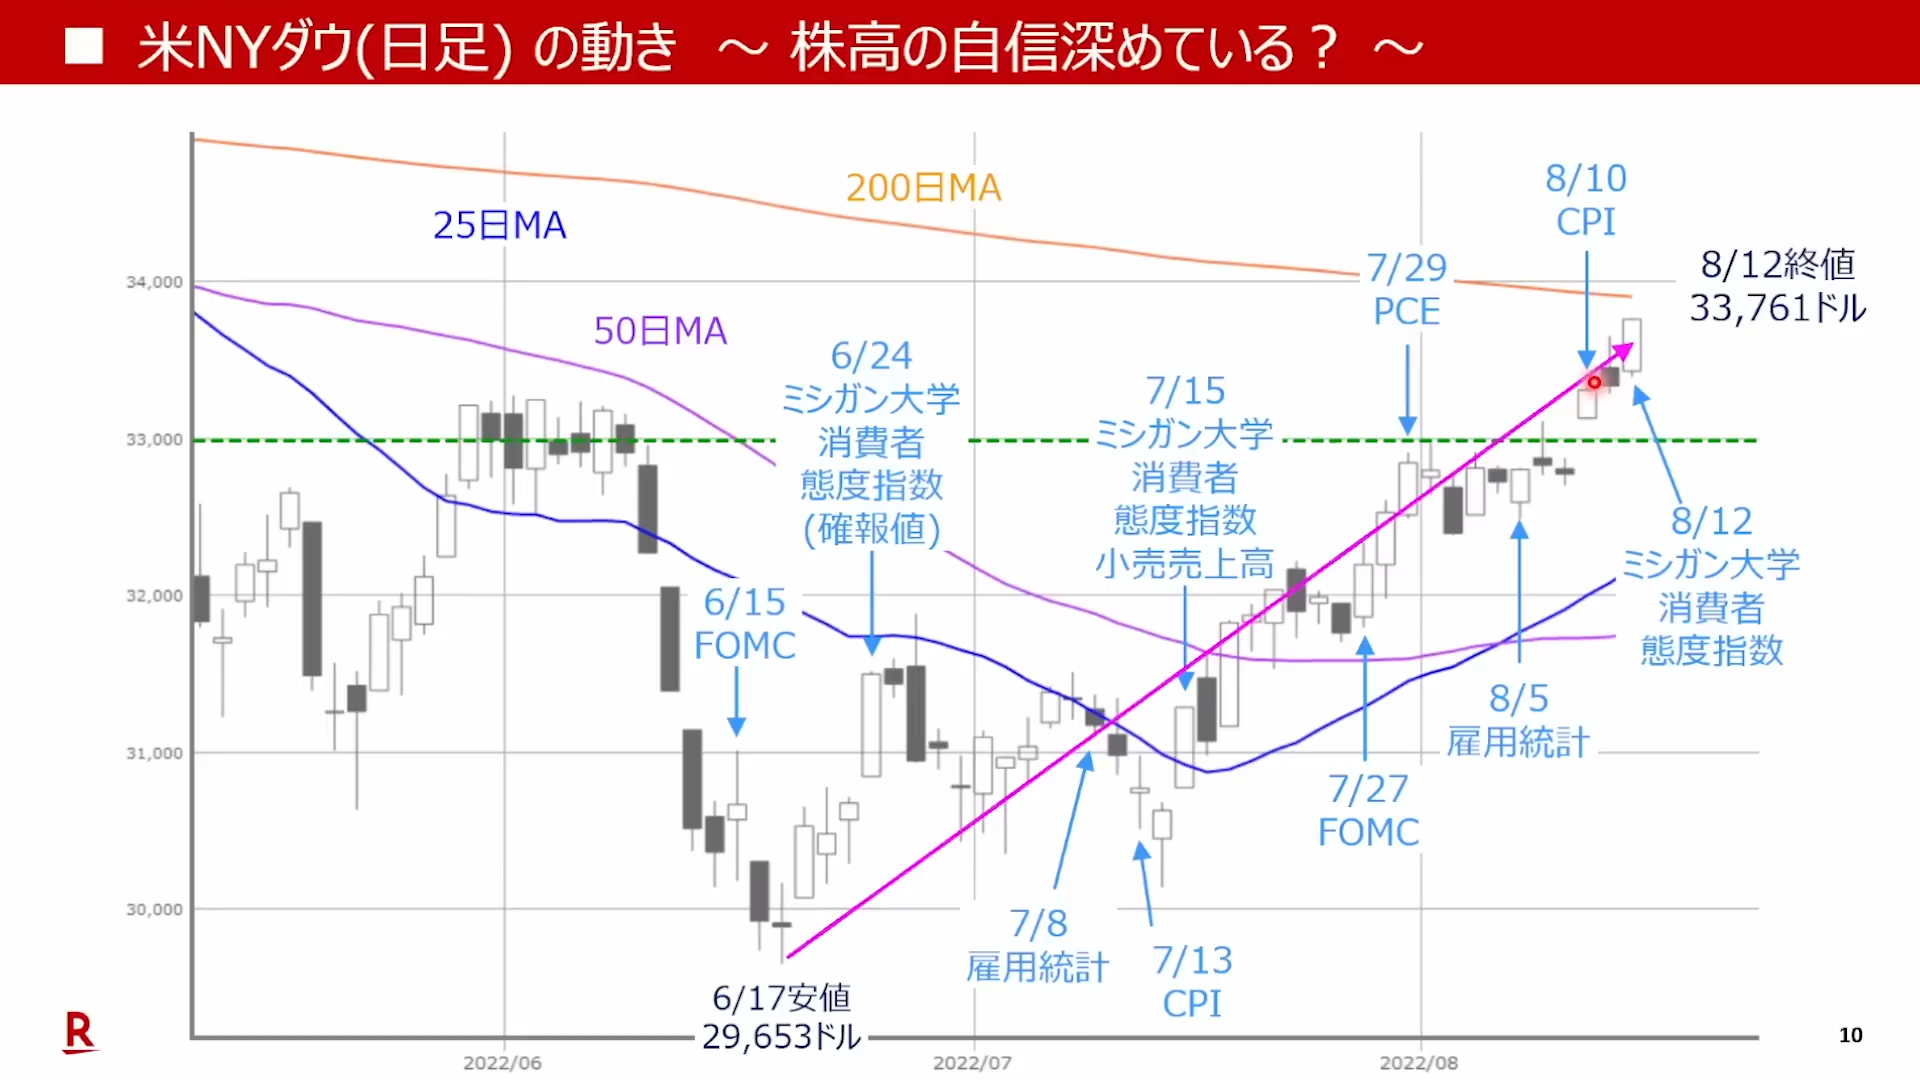 ■ 米NYダウ(日足) の動き ～ 株高の自信深めている？ ～
200日MA
25日MA
50日MA
34,000
33,000
32,000
31,000
30,000
6/15
FOMC
6/17安値
29,653ドル
6/24
ミシガン大学
消費者
態度指数
(確報値)
7/8
雇用統計
7/13
CPI
7/15
ミシガン大学
消費者
態度指数
小売売上高
7/27
FOMC
7/29
PCE
8/5
雇用統計
8/10
CPI
8/12終値
33,761ドル
8/12
ミシガン大学
消費者
態度指数
2022/06
2022/07
2022/08
R
10